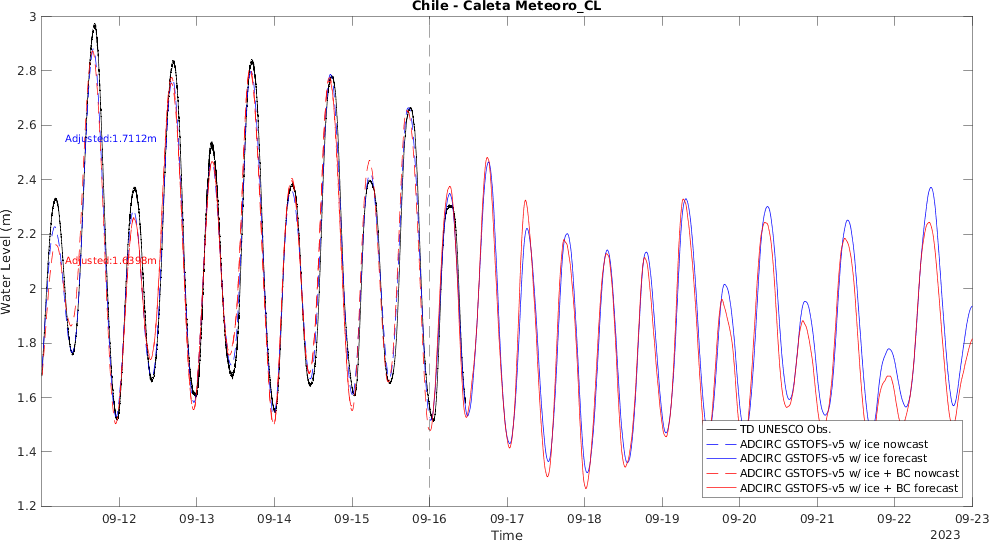 Chile - Caleta Meteoro_CL
Water Level (m)
3
2.8
2.6
2.4
2.2
2
1.8
1.6
1.4
1.2
Adjusted:1.7112m
Adjusted:1.6398m
TD UNESCO Obs.
ADCIRC GSTOFS-v5 w/ ice nowcast
ADCIRC GSTOFS-v5 w/ ice forecast
ADCIRC GSTOFS-v5 w/ ice + BC nowcast
ADCIRC GSTOFS-v5 w/ ice + BC forecast
09-12 09-13 09-14 09-15 09-16 09-17 09-18 09-19 09-20 09-21 09-22 09-23
Time
2023